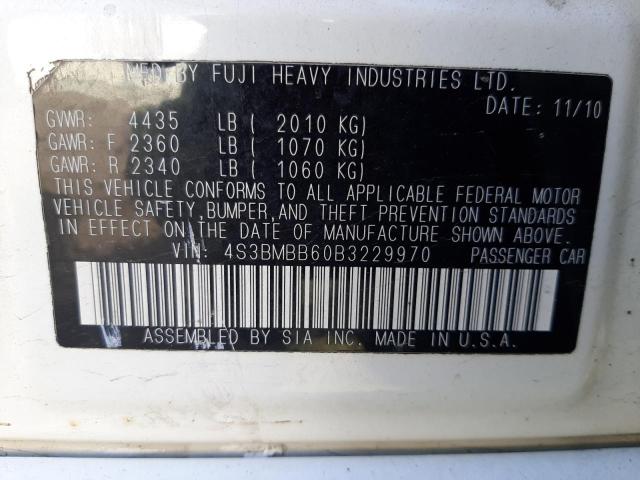 MFD BY FUJI HEAVY INDUSTRIES LTD.
DATE: 11/10
GVWR: 4435 LB ( 2010 KG)
GAWR: F 2360 LB ( 1070 KG)
GAWR: R 2340 LB ( 1060 KG)
THIS VEHICLE CONFORMS TO ALL APPLICABLE FEDERAL MOTOR
VEHICLE SAFETY, BUMPER, AND THEFT PREVENTION STANDARDS
IN EFFECT ON THE DATE OF MANUFACTURE SHOWN ABOVE.
VIN: 4S3BMBB60B3229970 PASSENGER CAR
ASSEMBLED BY SIA INC. MADE IN U.S.A.